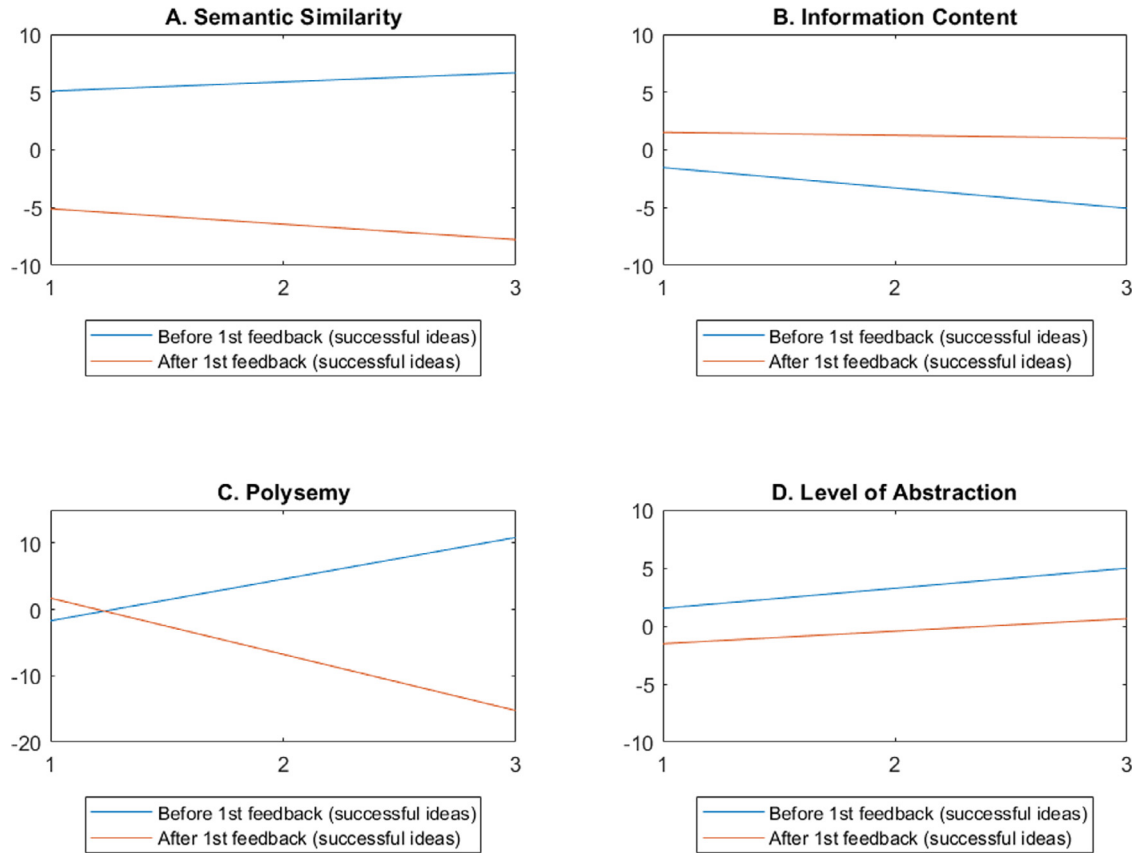 A. Semantic Similarity
10
5
0
-5
-10
1 2 3
Before 1st feedback (successful ideas)
After 1st feedback (successful ideas)
B. Information Content
10
5
0
-5
-10
1 2 3
Before 1st feedback (successful ideas)
After 1st feedback (successful ideas)
C. Polysemy
10
0
-10
-20
1 2 3
Before 1st feedback (successful ideas)
After 1st feedback (successful ideas)
D. Level of Abstraction
10
5
0
-5
-10
1 2 3
Before 1st feedback (successful ideas)
After 1st feedback (successful ideas)